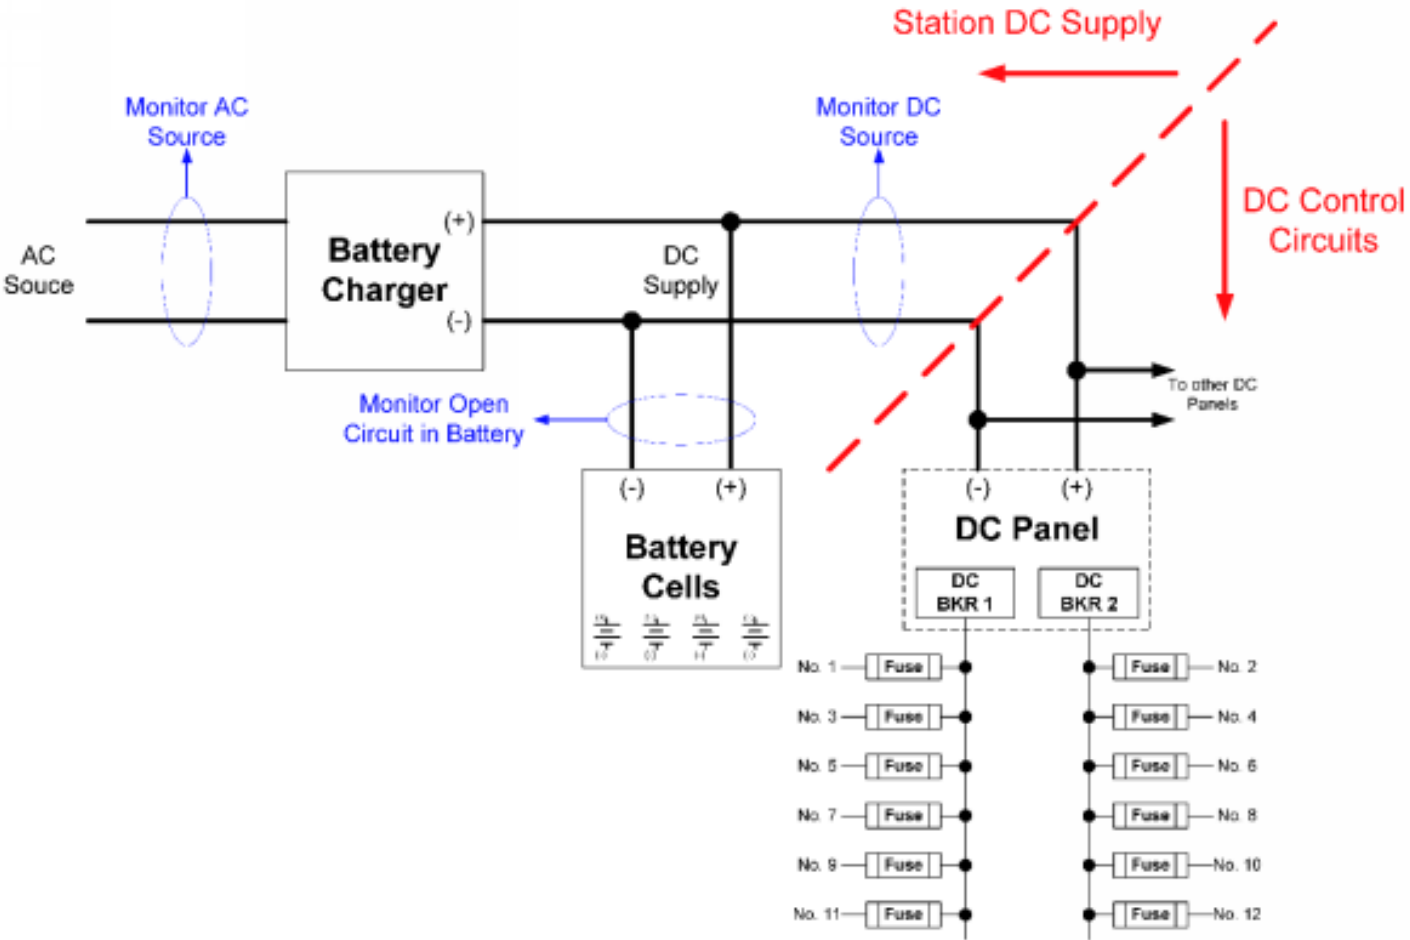 Station DC Supply
Monitor AC
Source
Monitor DC
Source
DC Control
Circuits
AC
Souce
Battery
Charger
(+)
(-)
DC
Supply
Monitor Open
Circuit in Battery
To other DC
Panels
(-)
(+)
Battery
Cells
(-)
(+)
DC Panel
DC
BKR 1
DC
BKR 2
No. 1
Fuse
Fuse
No. 2
No. 3
Fuse
Fuse
No. 4
No. 5
Fuse
Fuse
No. 6
No. 7
Fuse
Fuse
No. 8
No. 9
Fuse
Fuse
No. 10
No. 11
Fuse
Fuse
No. 12